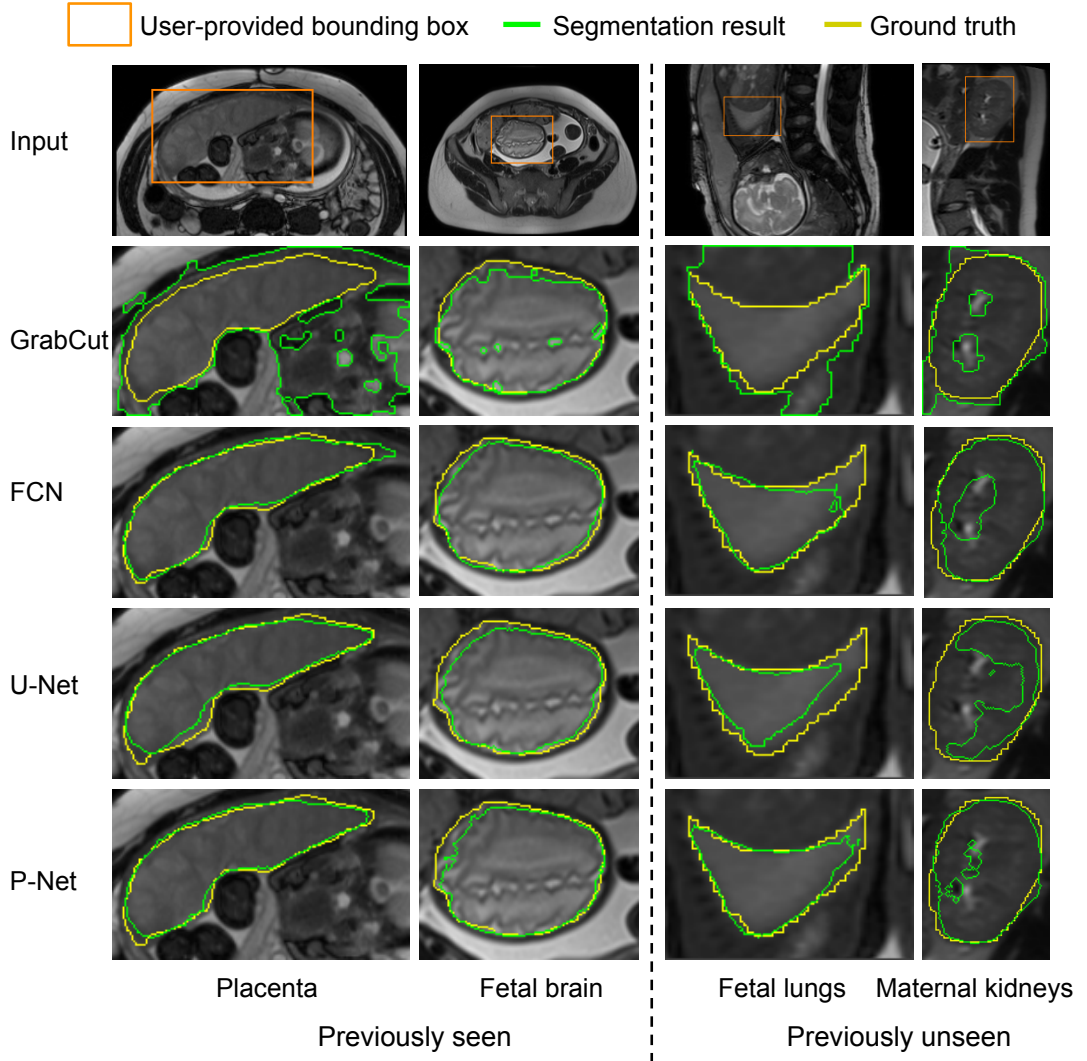 User-provided bounding box Segmentation result Ground truth
Input
GrabCut
FCN
U-Net
P-Net
Placenta Fetal brain Fetal lungs Maternal kidneys
Previously seen Previously unseen